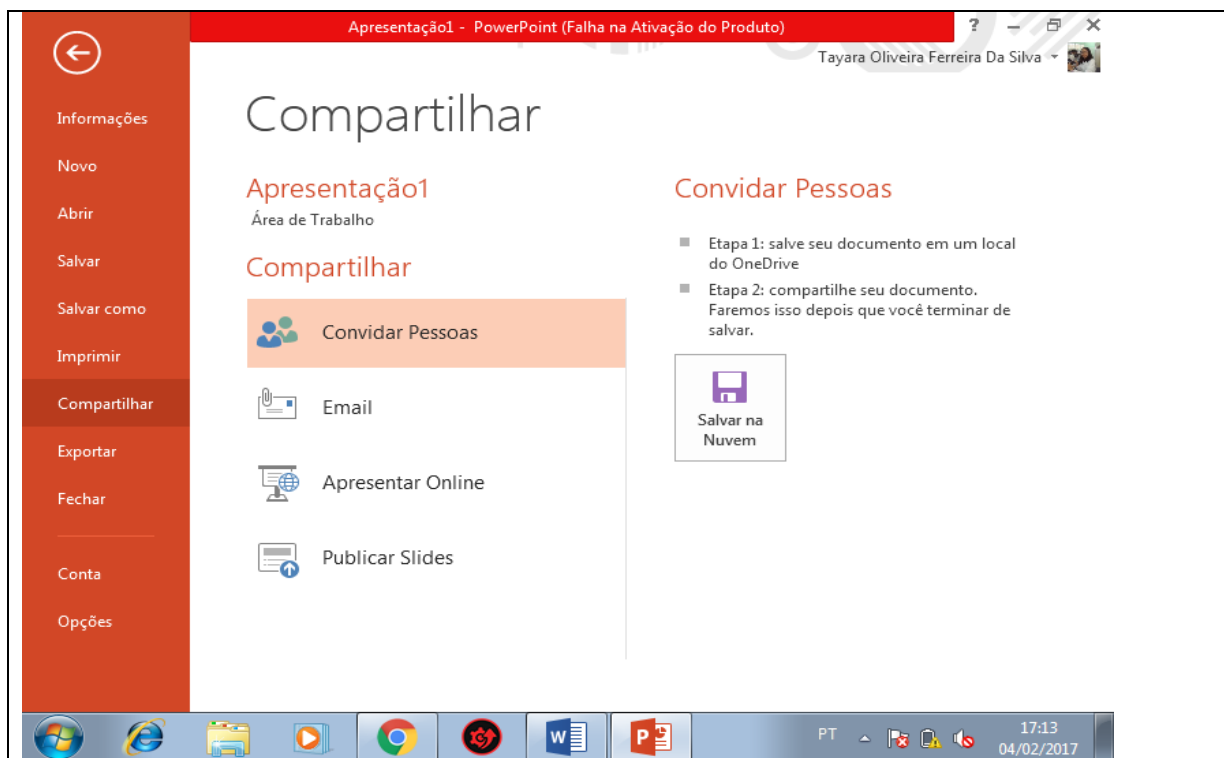 Apresentação1 - PowerPoint (Falha na Ativação do Produto)
?
Tayara Oliveira Ferreira Da Silva
Informações
Novo
Abrir
Salvar
Salvar como
Imprimir
Compartilhar
Exportar
Fechar
Conta
Opções
Compartilhar
Apresentação1
Área de Trabalho
Compartilhar
Convidar Pessoas
Email
Apresentar Online
Publicar Slides
Convidar Pessoas
Etapa 1: salve seu documento em um local
do OneDrive
Etapa 2: compartilhe seu documento.
Faremos isso depois que você terminar de
salvar.
Salvar na
Nuvem
PT
17:13
04/02/2017